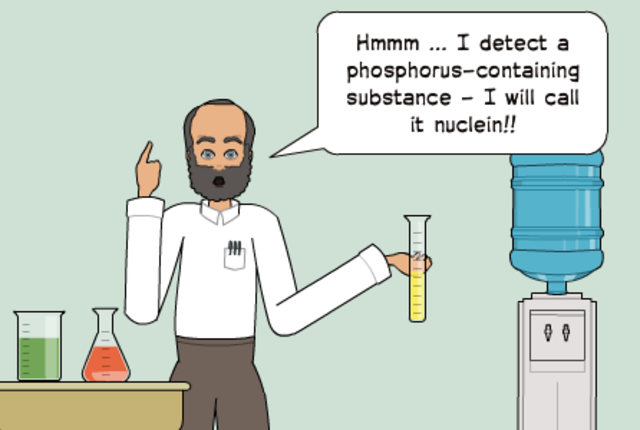 Hmmm ... I detect a
phosphorus-containing
substance - I will call
it nuclein!!